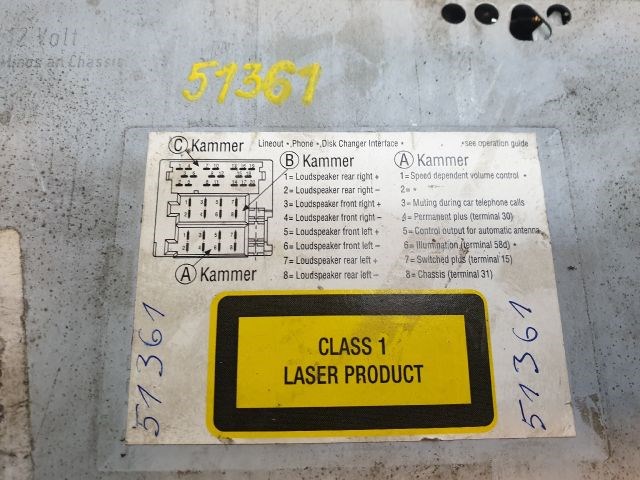 12 Volt
Minus an Chassis
51361
C Kammer
Lineout *, Phone *, Disk Changer Interface *
*see operation guide
B Kammer
1= Loudspeaker rear right +
2= Loudspeaker rear right –
3= Loudspeaker front right +
4= Loudspeaker front right –
5= Loudspeaker front left +
6= Loudspeaker front left –
7= Loudspeaker rear left +
8= Loudspeaker rear left –
A Kammer
1= Speed dependent volume control *
2= *
3= Muting during car telephone calls
4= Permanent plus (terminal 30)
5= Control output for automatic antenna
6= Illumination (terminal 58d) *
7= Switched plus (terminal 15)
8= Chassis (terminal 31)
A Kammer
CLASS 1
LASER PRODUCT
51361
51361